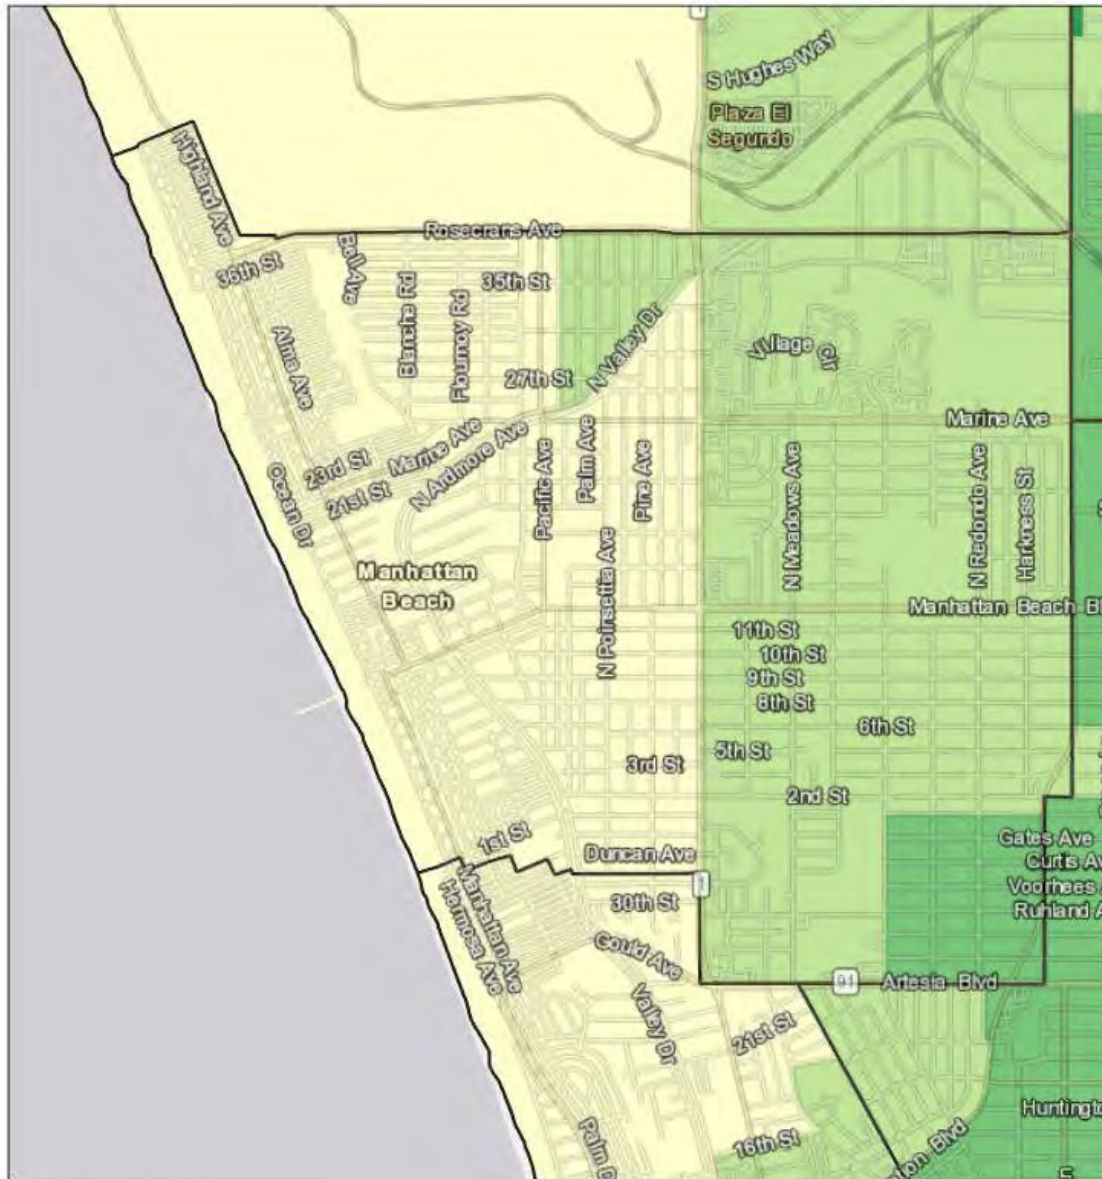 S Hughes Way
Plaza El
Segundo
Highland Ave
Rosecrans Ave
36th St
Bell Ave
Blanche Rd
35th St
Flournoy Rd
N Valley Dr
Village Cir
Alma Ave
27th St
Marine Ave
Marine Ave
23rd St
N Ardmore Ave
21st St
Ocean Dr
Pacific Ave
Palm Ave
Pine Ave
N Meadows Ave
N Redondo Ave
Harkness St
Manhattan
Beach
N Poinsettia Ave
Manhattan Beach Bl
11th St
10th St
9th St
8th St
6th St
5th St
3rd St
2nd St
1st St
Duncan Ave
Gates Ave
Curtis Av
Voorhees
Ruhland A
1
30th St
Manhattan Ave
Hermosa Ave
Gould Ave
91
Artesia Blvd
Valley Dr
21st St
Huntingto
16th St
Palm D
ton Blvd